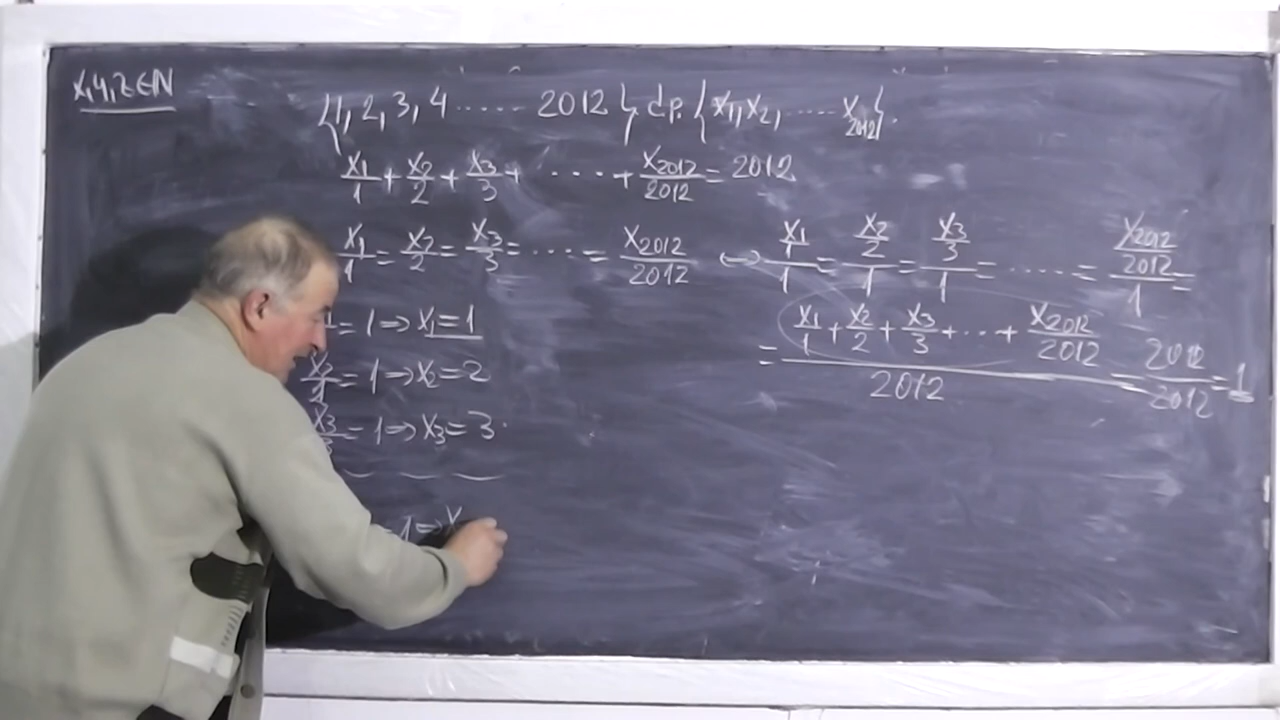 x,y,z∈N
{1, 2, 3, 4 ...... 2012} d.p. {x₁, x₂, ...... x₂₀₁₂}.
x₁/1 + x₂/2 + x₃/3 + ..... + x₂₀₁₂/2012 = 2012
x₁/1 = x₂/2 = x₃/3 = ..... = x₂₀₁₂/2012 ⟷ (x₁/1)/1 = (x₂/2)/1 = (x₃/3)/1 = ...... = (x₂₀₁₂/2012)/1 =
= (x₁/1 + x₂/2 + x₃/3 + ... + x₂₀₁₂/2012)/2012 = 2012/2012 = 1
= 1 ⇒ x₁ = 1
= 1 ⇒ x₂ = 2
x₃/3 = 1 ⇒ x₃ = 3
= 1 ⇒ x